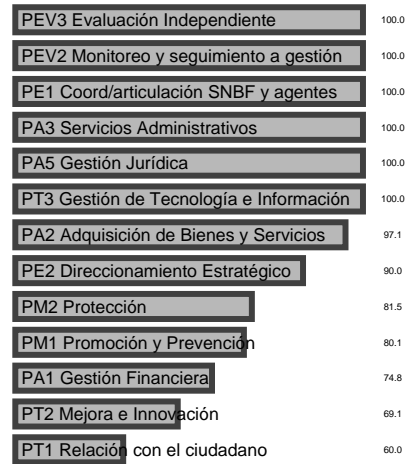 PEV3 Evaluación Independiente 100.0
PEV2 Monitoreo y seguimiento a gestión 100.0
PE1 Coord/articulación SNBF y agentes 100.0
PA3 Servicios Administrativos 100.0
PA5 Gestión Jurídica 100.0
PT3 Gestión de Tecnología e Información 100.0
PA2 Adquisición de Bienes y Servicios 97.1
PE2 Direccionamiento Estratégico 90.0
PM2 Protección 81.5
PM1 Promoción y Prevención 80.1
PA1 Gestión Financiera 74.8
PT2 Mejora e Innovación 69.1
PT1 Relación con el ciudadano 60.0